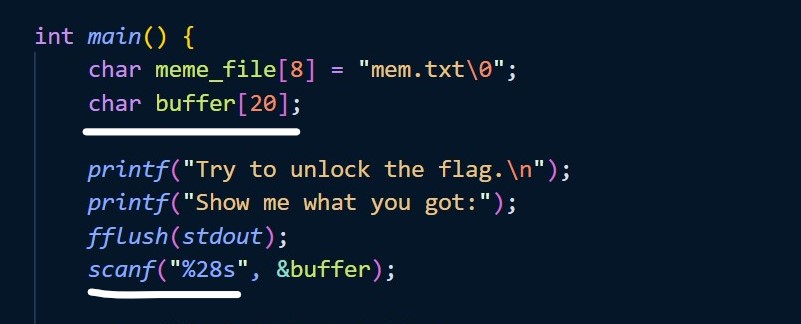 int main() {
char meme_file[8] = "mem.txt\0";
char buffer[20];
printf("Try to unlock the flag.\n");
printf("Show me what you got:");
fflush(stdout);
scanf("%28s", &buffer);